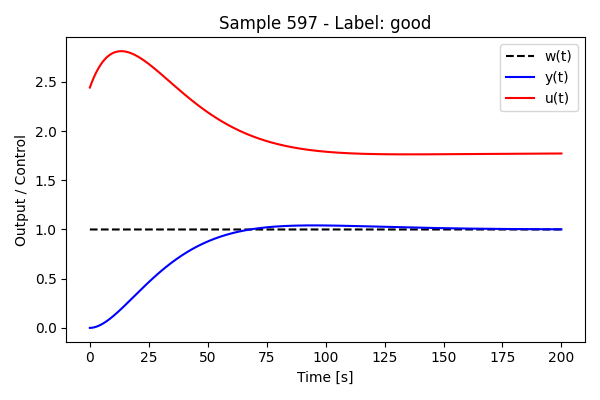 Sample 597 - Label: good
w(t)
y(t)
u(t)
Output / Control
2.5
2.0
1.5
1.0
0.5
0.0
0 25 50 75 100 125 150 175 200
Time [s]